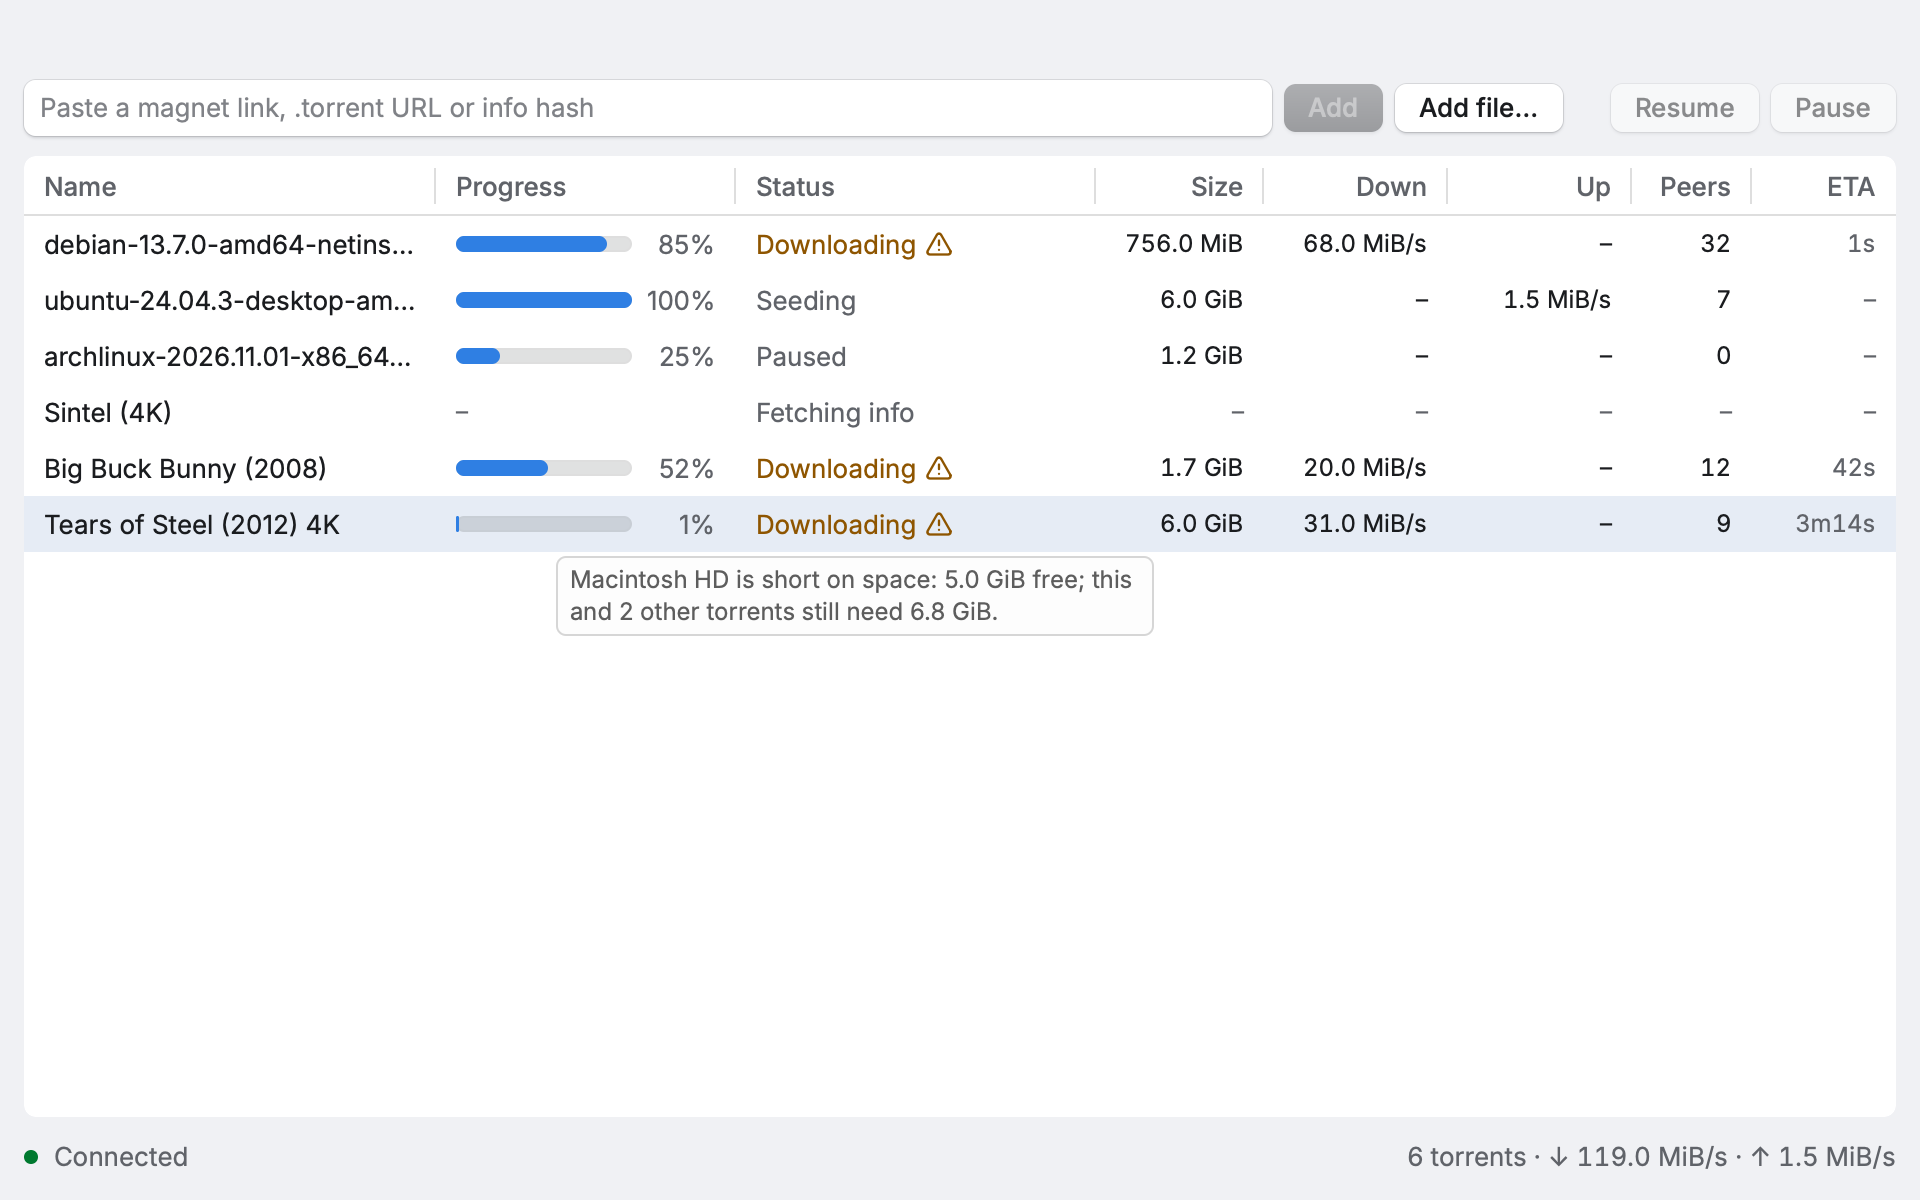 Paste a magnet link, .torrent URL or info hash Add Add file... Resume Pause
Name Progress Status Size Down Up Peers ETA
debian-13.7.0-amd64-netins... 85% Downloading 756.0 MiB 68.0 MiB/s – 32 1s
ubuntu-24.04.3-desktop-am... 100% Seeding 6.0 GiB – 1.5 MiB/s 7 –
archlinux-2026.11.01-x86_64... 25% Paused 1.2 GiB – – 0 –
Sintel (4K) – Fetching info – – – – –
Big Buck Bunny (2008) 52% Downloading 1.7 GiB 20.0 MiB/s – 12 42s
Tears of Steel (2012) 4K 1% Downloading 6.0 GiB 31.0 MiB/s – 9 3m14s
Macintosh HD is short on space: 5.0 GiB free; this
and 2 other torrents still need 6.8 GiB.
Connected 6 torrents · ↓ 119.0 MiB/s · ↑ 1.5 MiB/s